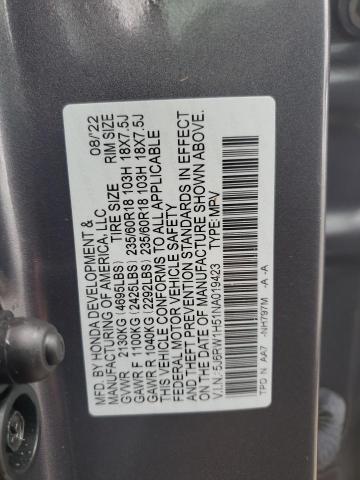 MFD. BY HONDA DEVELOPMENT & 08/22
MANUFACTURING OF AMERICA, LLC
TIRE SIZE RIM SIZE
GVWR 2130KG (4695LBS)
GAWR F 1100KG (2425LBS) 235/60R18 103H 18X7.5J
GAWR R 1040KG (2292LBS) 235/60R18 103H 18X7.5J
THIS VEHICLE CONFORMS TO ALL APPLICABLE
FEDERAL MOTOR VEHICLE SAFETY
AND THEFT PREVENTION STANDARDS IN EFFECT
ON THE DATE OF MANUFACTURE SHOWN ABOVE.
V.I.N.: 5J6RW1H51NA019423 TYPE: MPV
TPD N AA7 -NH797M -A -A